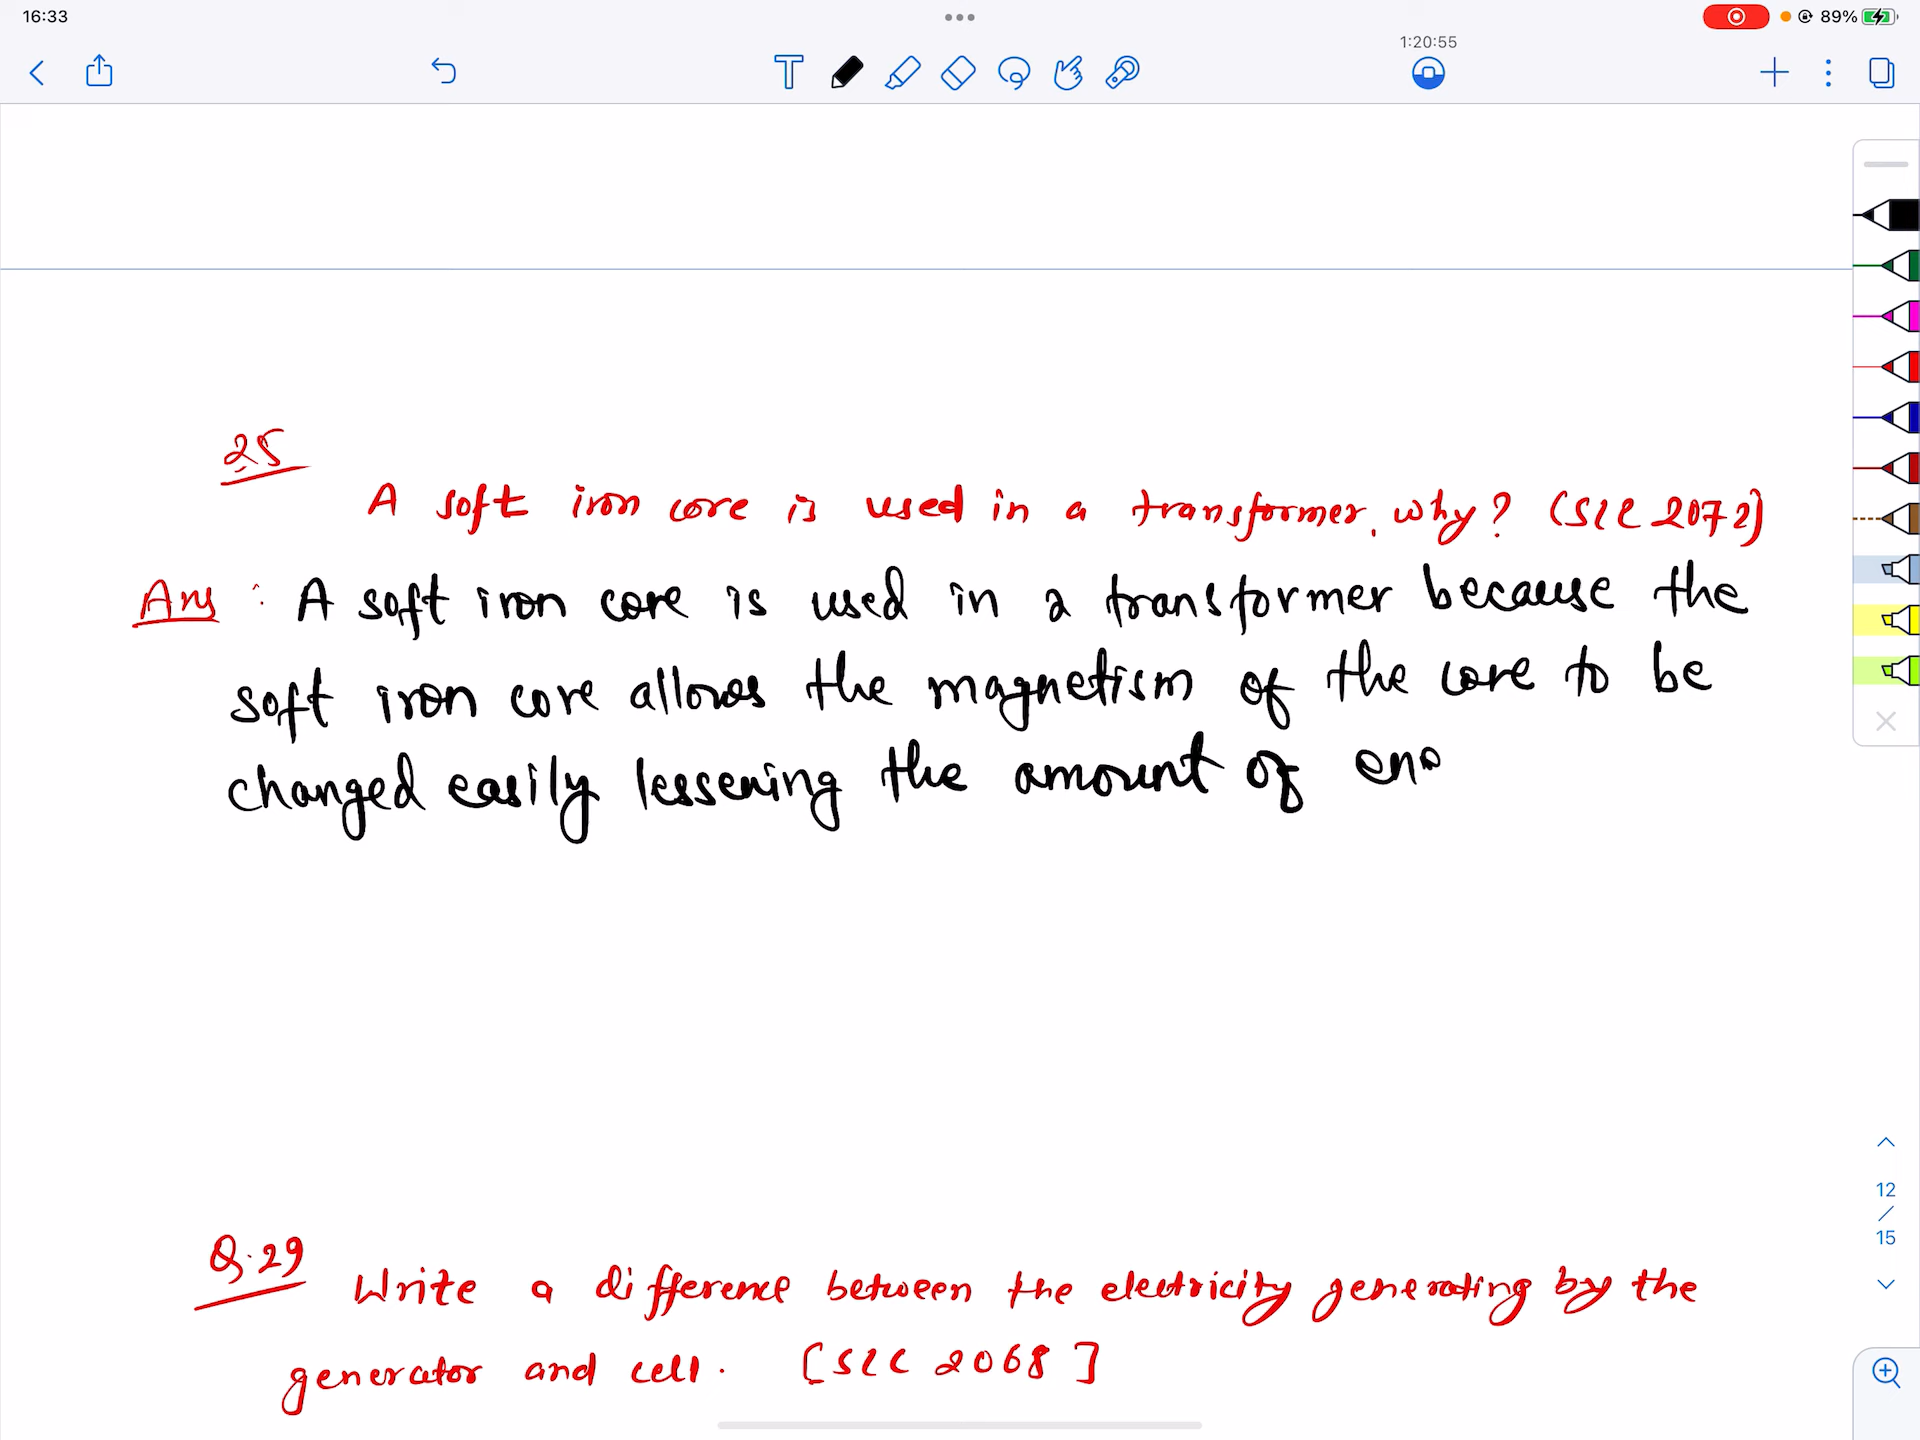 16:33
89%
1:20:55
25
A soft iron core is used in a transformer. why? (SLC 2072)
Ans : A soft iron core is used in a transformer because the
soft iron core allows the magnetism of the core to be
changed easily lessening the amount of
12
/
15
Q.29 Write a difference between the electricity generating by the
generator and cell. [SLC 2068]